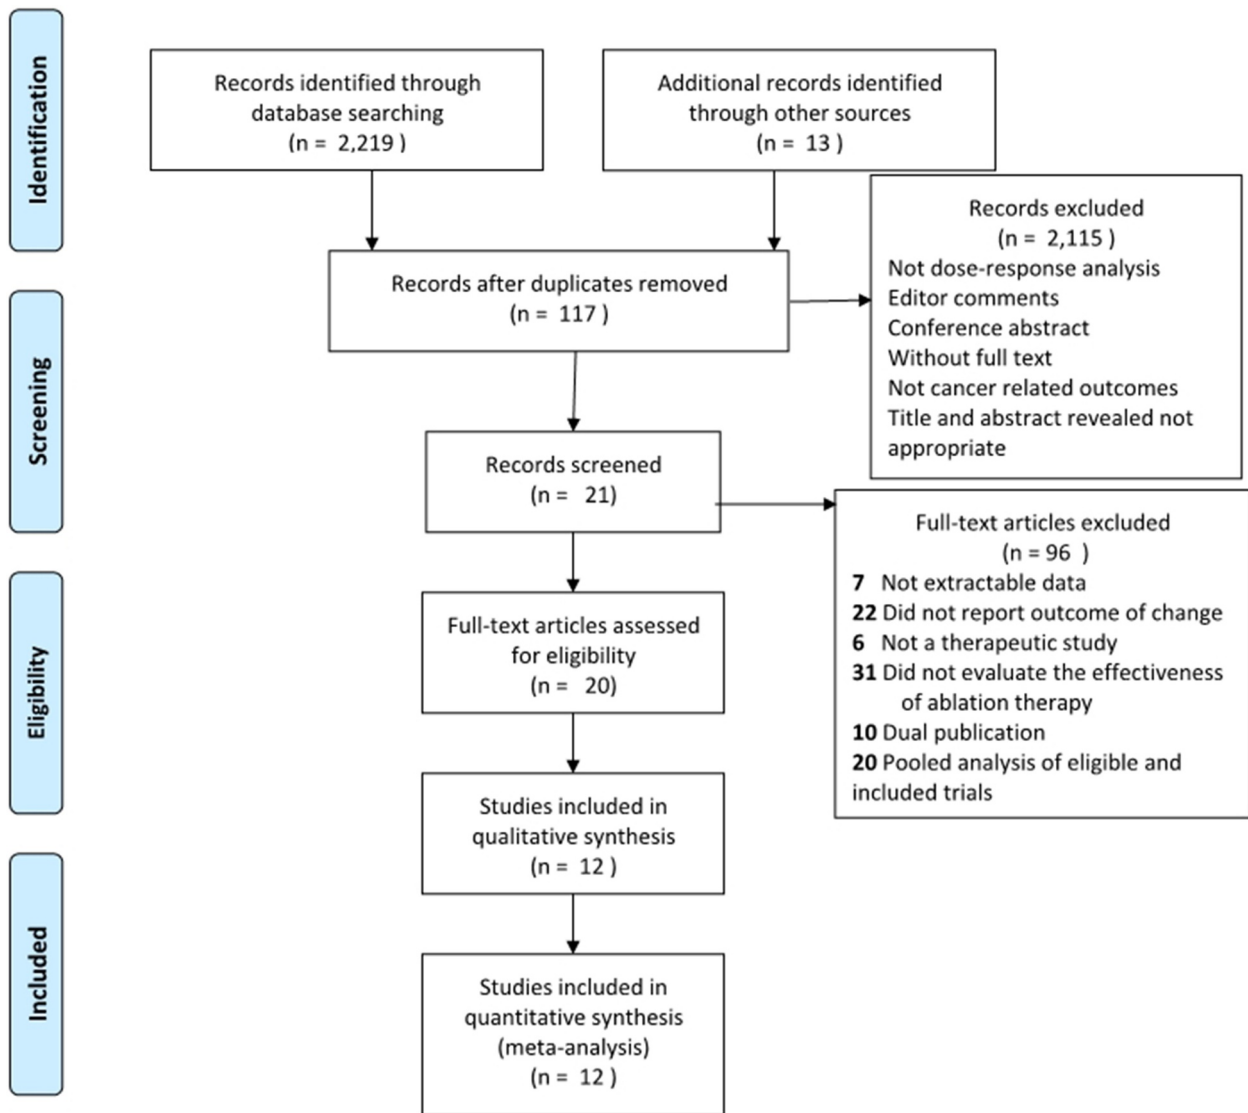 Identification
Records identified through
database searching
(n = 2,219 )
Additional records identified
through other sources
(n = 13 )
Records excluded
(n = 2,115 )
Not dose-response analysis
Editor comments
Conference abstract
Without full text
Not cancer related outcomes
Title and abstract revealed not
appropriate
Records after duplicates removed
(n = 117 )
Screening
Records screened
(n = 21)
Full-text articles excluded
(n = 96 )
7 Not extractable data
22 Did not report outcome of change
6 Not a therapeutic study
31 Did not evaluate the effectiveness
of ablation therapy
10 Dual publication
20 Pooled analysis of eligible and
included trials
Eligibility
Full-text articles assessed
for eligibility
(n = 20)
Studies included in
qualitative synthesis
(n = 12 )
Included
Studies included in
quantitative synthesis
(meta-analysis)
(n = 12 )